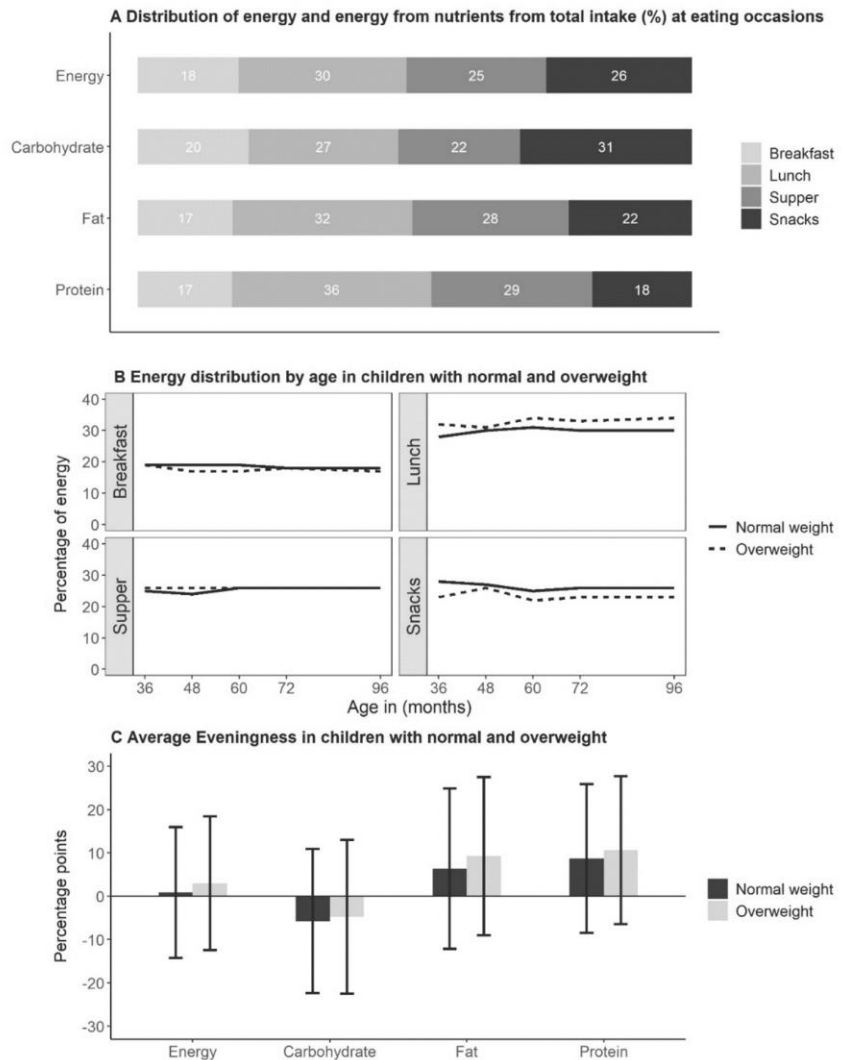 A Distribution of energy and energy from nutrients from total intake (%) at eating occasions
Energy
18 30 25 26
Carbohydrate
20 27 22 31
Fat
17 32 28 22
Protein
17 36 29 18
Breakfast
Lunch
Supper
Snacks
B Energy distribution by age in children with normal and overweight
Percentage of energy
40
30
20
10
0
Breakfast
Lunch
40
30
20
10
0
Supper
Snacks
36 48 60 72 96
36 48 60 72 96
Age in (months)
Normal weight
Overweight
C Average Eveningness in children with normal and overweight
Percentage points
30
20
10
0
-10
-20
-30
Energy Carbohydrate Fat Protein
Normal weight
Overweight